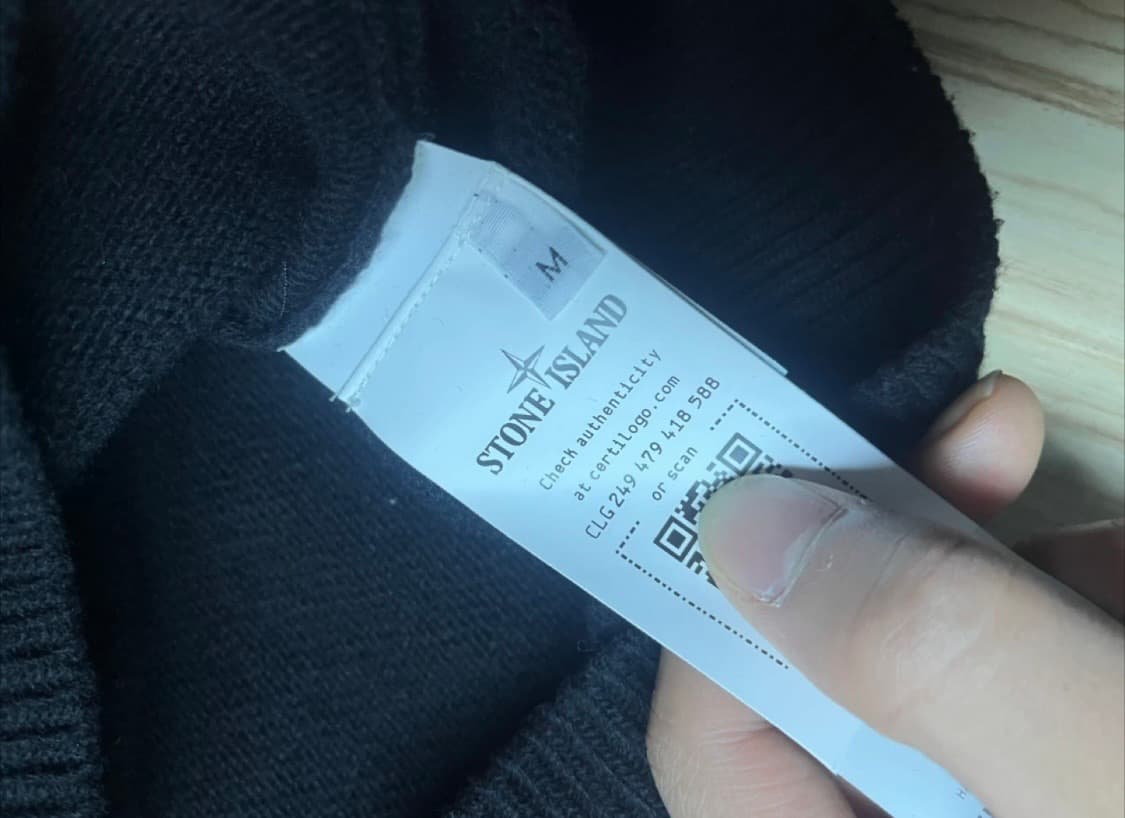 M
STONE ISLAND
Check authenticity
at certilogo.com
CLG 249 479 418 588
or scan